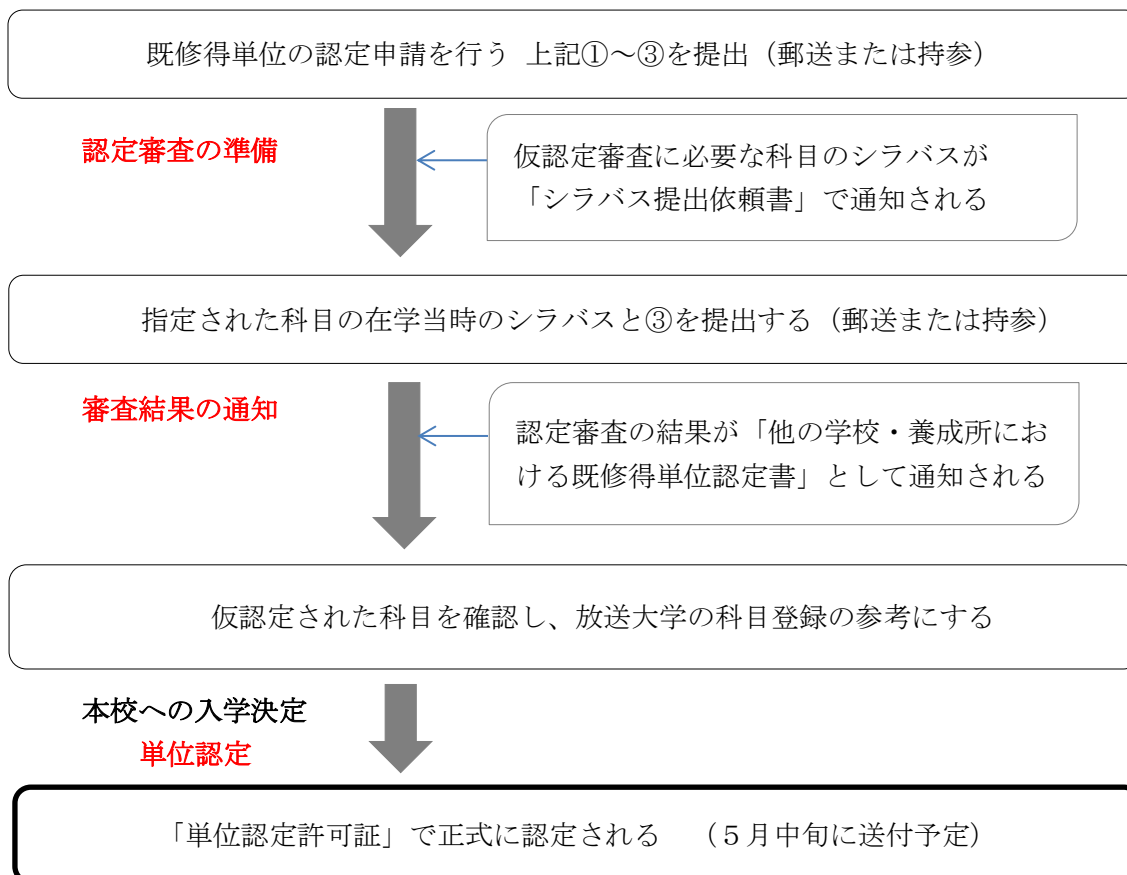 既修得単位の認定申請を行う 上記①～③を提出（郵送または持参）
認定審査の準備
仮認定審査に必要な科目のシラバスが
「シラバス提出依頼書」で通知される
指定された科目の在学当時のシラバスと③を提出する（郵送または持参）
審査結果の通知
認定審査の結果が「他の学校・養成所にお
ける既修得単位認定書」として通知される
仮認定された科目を確認し、放送大学の科目登録の参考にする
本校への入学決定
単位認定
「単位認定許可証」で正式に認定される （５月中旬に送付予定）